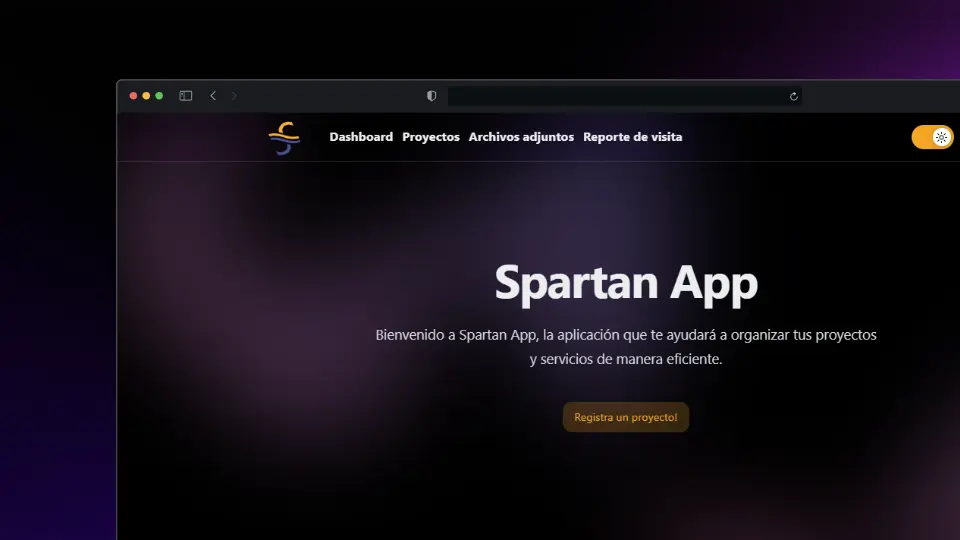 Dashboard Proyectos Archivos adjuntos Reporte de visita
Spartan App
Bienvenido a Spartan App, la aplicación que te ayudará a organizar tus proyectos
y servicios de manera eficiente.
Registra un proyecto!